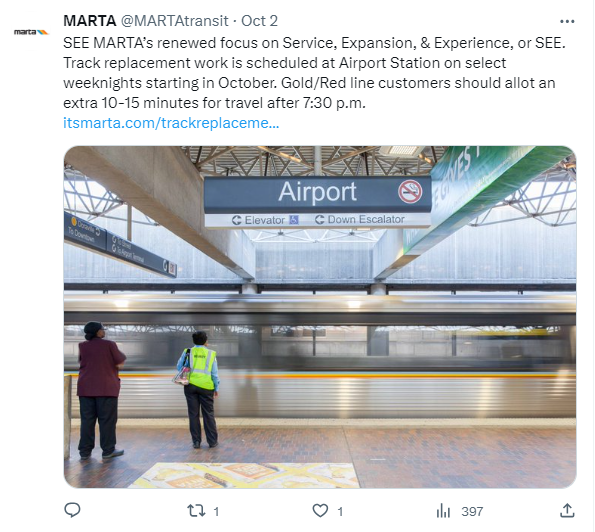 MARTA @MARTAtransit · Oct 2
marta
SEE MARTA’s renewed focus on Service, Expansion, & Experience, or SEE.
Track replacement work is scheduled at Airport Station on select
weeknights starting in October. Gold/Red line customers should allot an
extra 10-15 minutes for travel after 7:30 p.m.
itsmarta.com/trackreplaceme...
Airport
Elevator Down Escalator
1
1
397